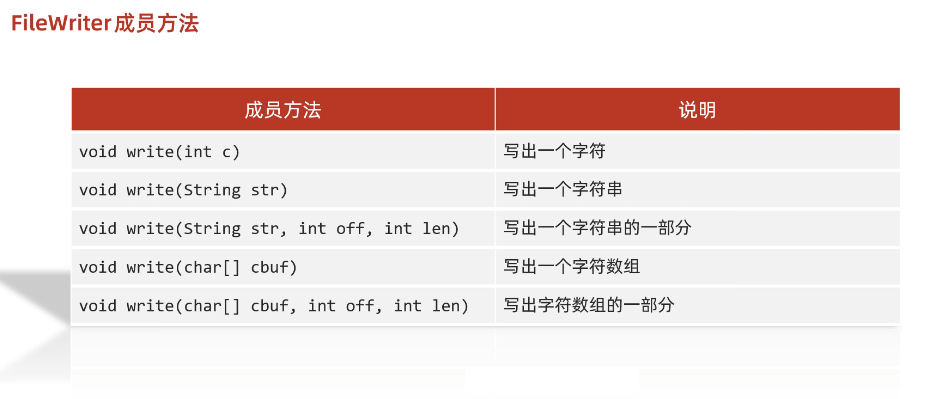 FileWriter成员方法
成员方法 说明
void write(int c) 写出一个字符
void write(String str) 写出一个字符串
void write(String str, int off, int len) 写出一个字符串的一部分
void write(char[] cbuf) 写出一个字符数组
void write(char[] cbuf, int off, int len) 写出字符数组的一部分